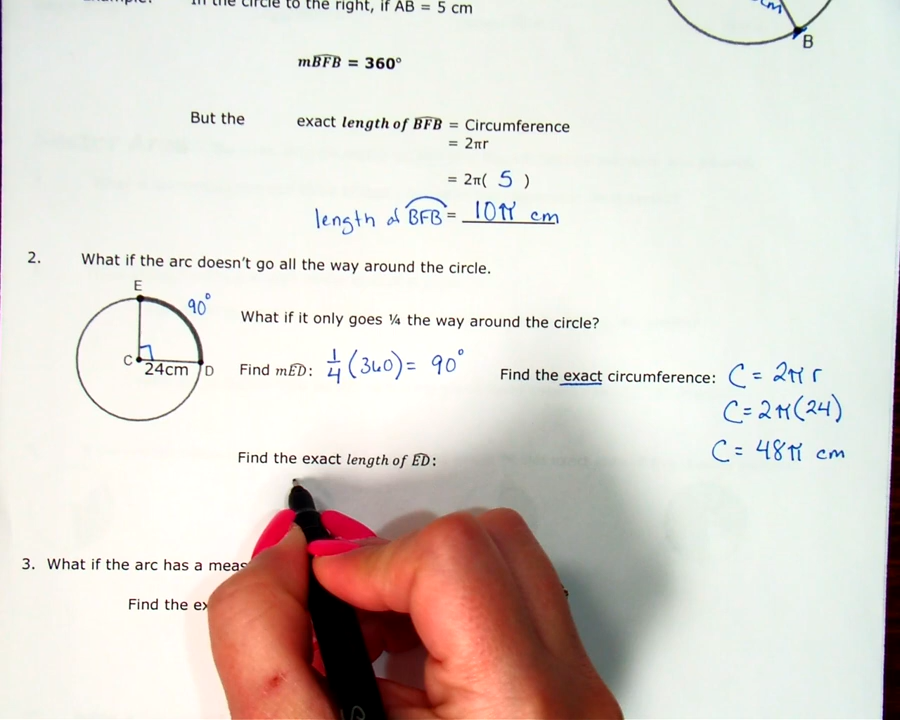 In the circle to the right, if AB = 5 cm
cm
B
mBFB = 360°
But the exact length of BFB = Circumference
= 2πr
= 2π( 5 )
length of BFB = 10π cm
2. What if the arc doesn't go all the way around the circle.
E
90°
What if it only goes ¼ the way around the circle?
C
24cm
D
Find mED: 1/4 (360) = 90°
Find the exact circumference: C = 2πr
C = 2π(24)
C = 48π cm
Find the exact length of ED:
3. What if the arc has a meas
Find the ex